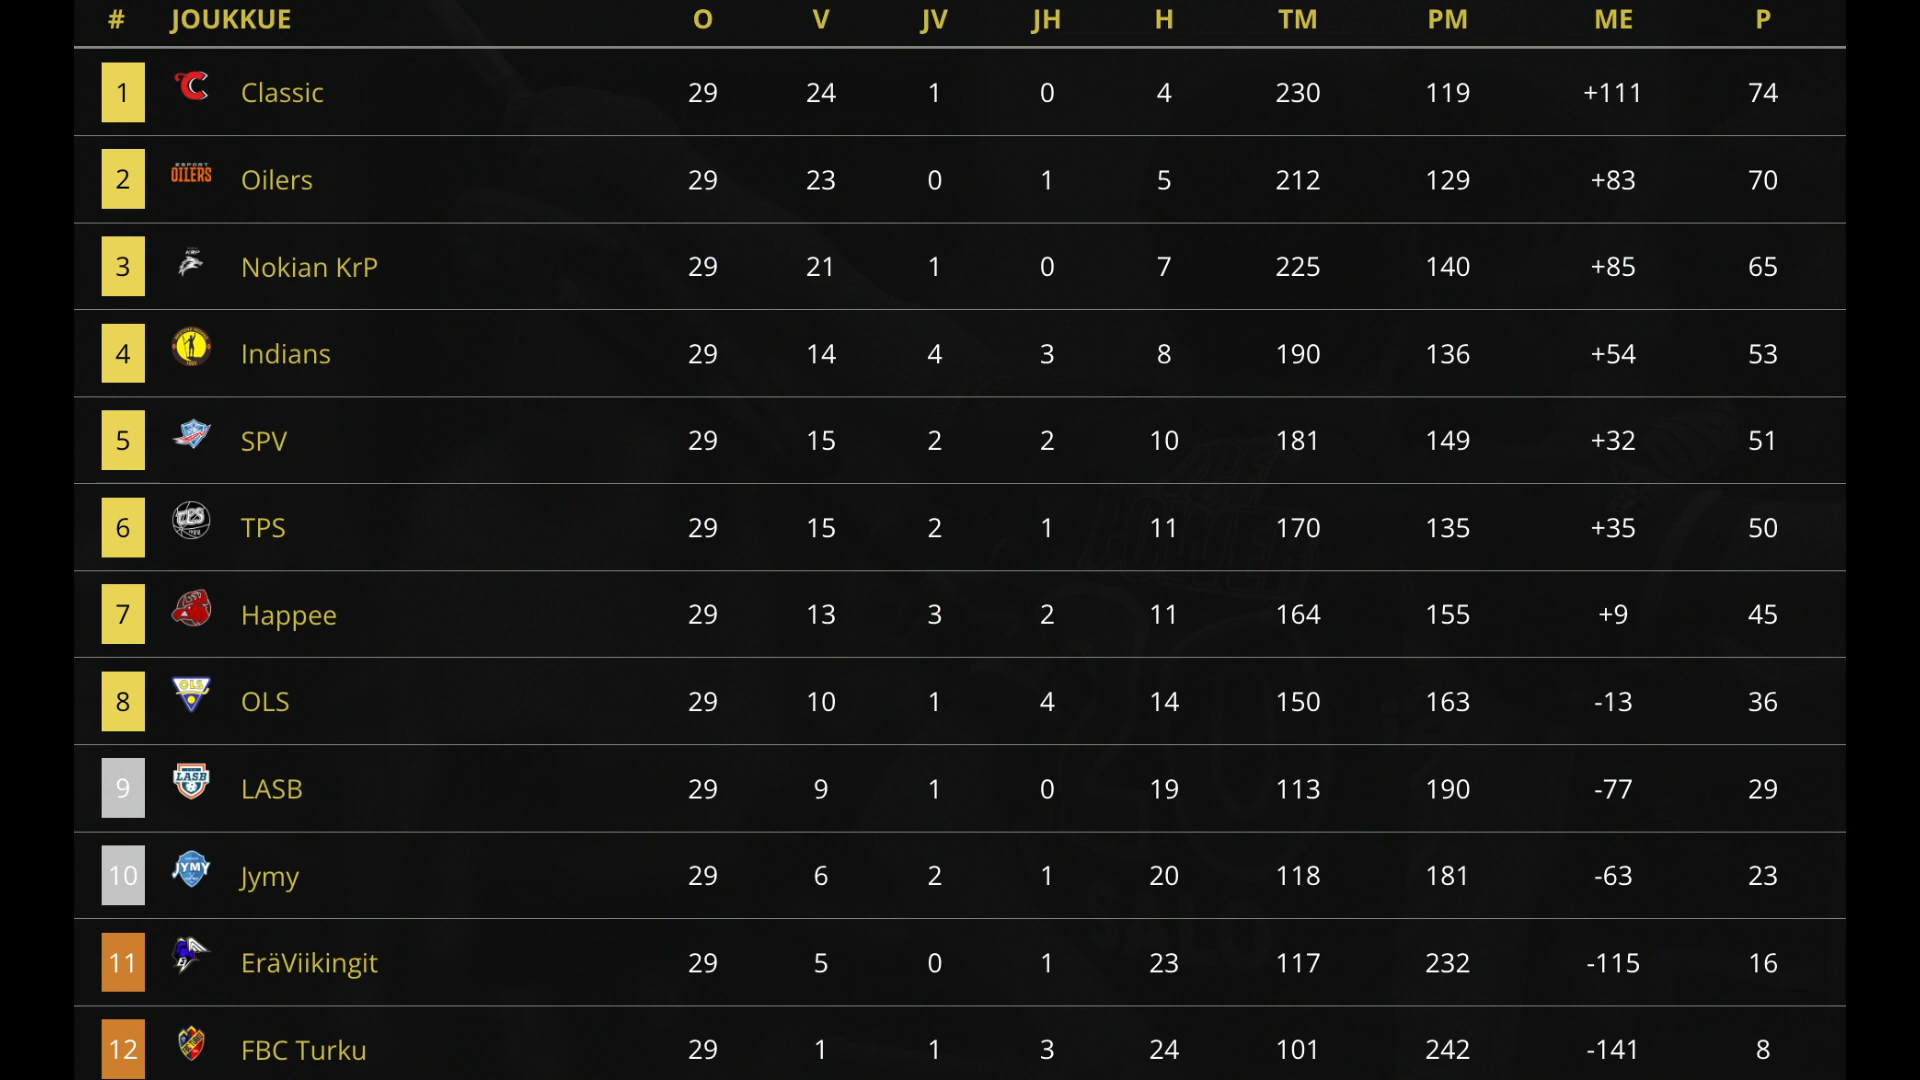 # JOUKKUE O V JV JH H TM PM ME P
1 Classic 29 24 1 0 4 230 119 +111 74
2 ESPORT OILERS Oilers 29 23 0 1 5 212 129 +83 70
3 Nokian KrP 29 21 1 0 7 225 140 +85 65
4 Indians 29 14 4 3 8 190 136 +54 53
5 SPV 29 15 2 2 10 181 149 +32 51
6 TPS TPS 29 15 2 1 11 170 135 +35 50
7 Happee 29 13 3 2 11 164 155 +9 45
8 OLS OLS 29 10 1 4 14 150 163 -13 36
9 LASB LASB 29 9 1 0 19 113 190 -77 29
10 JYMY Jymy 29 6 2 1 20 118 181 -63 23
11 EräViikingit 29 5 0 1 23 117 232 -115 16
12 FBC Turku 29 1 1 3 24 101 242 -141 8